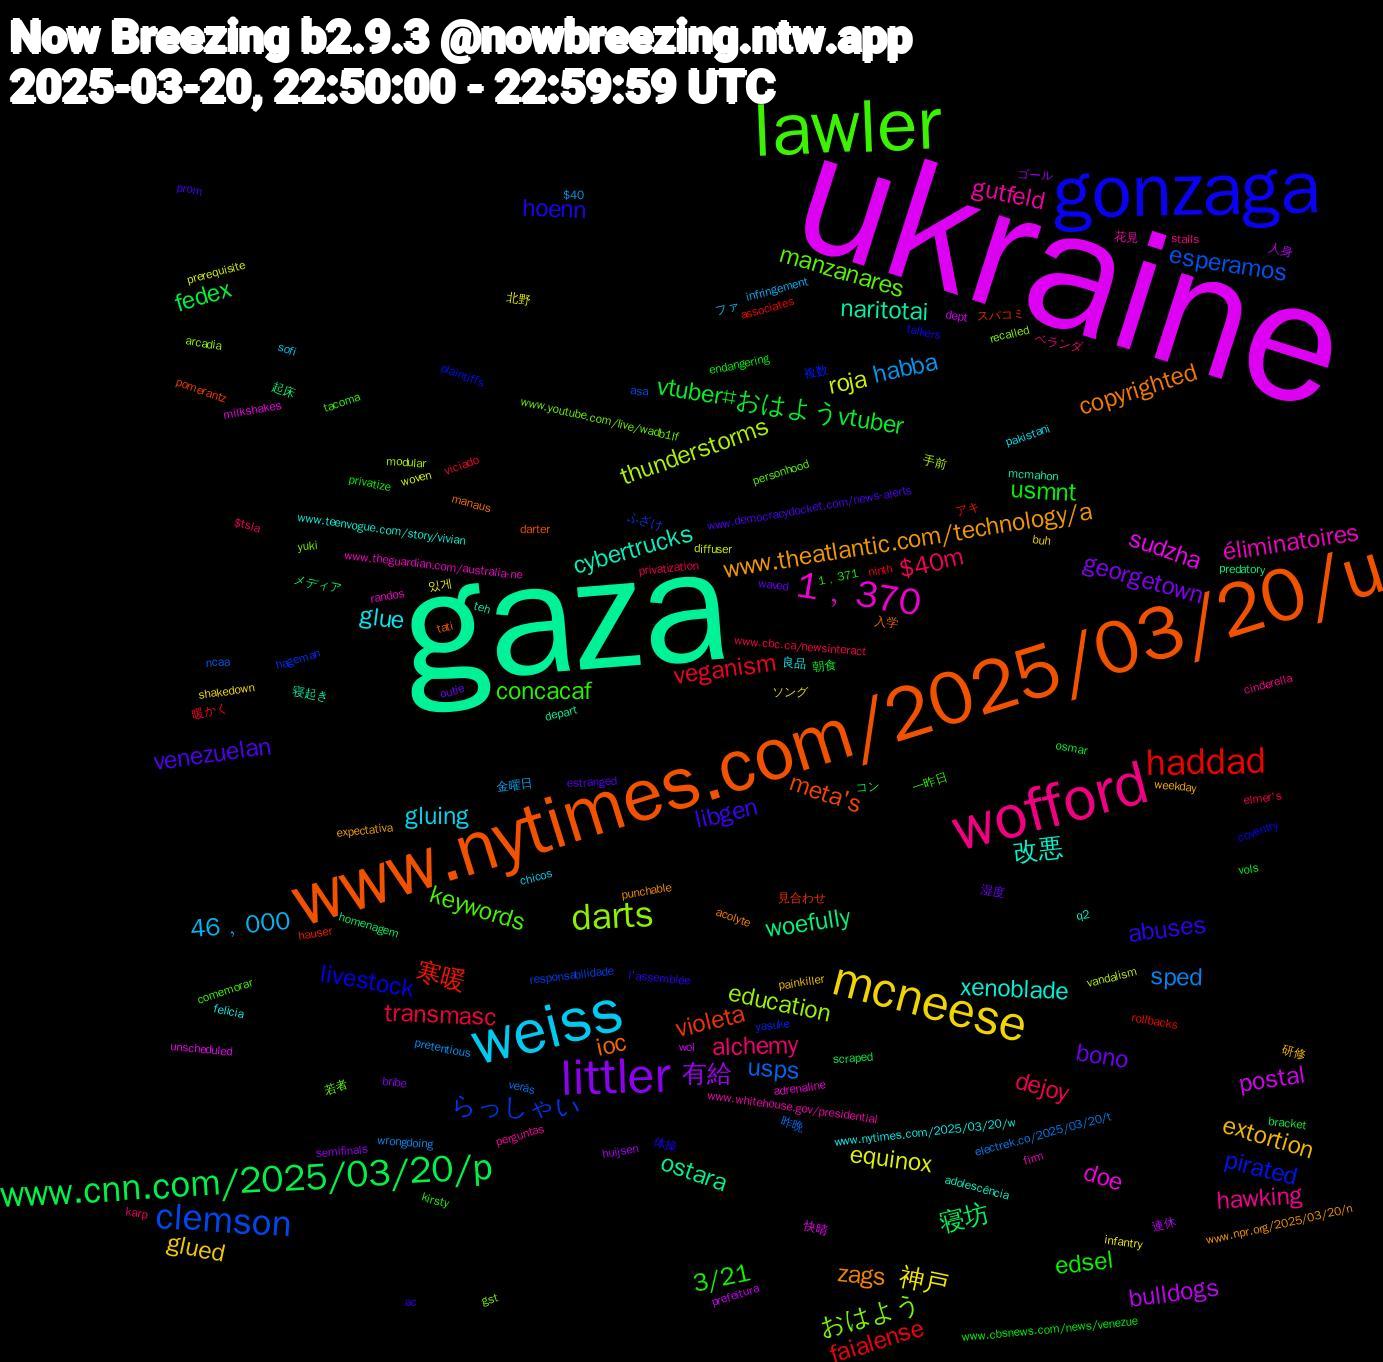 Now Breezing b2.9.3 @nowbreezing.ntw.app
2025-03-20, 22:50:00 - 22:59:59 UTC
lawler
ukraine
gonzaga
gutfeld
ゴール
人身
花見
stalls
dept
esperamos
prom
$40
hoenn
manzanares
infringement
ファ
associates
スパコミ
prerequisite
北野
fedex
naritotai
habba
talkers
recalled
ベランダ
sofi
arcadia
plaintiffs
複数
endangering
copyrighted
pomerantz
起床
asa
vtuber#おはようvtuber
roja
milkshakes
tacoma
www.youtube.com/live/wadb1lf
thunderstorms
pakistani
modular
手前
mcmahon
viciado
personhood
woven
usmnt
privatize
www.democracydocket.com/news-alerts
$tsla
manaus
アキ
www.theatlantic.com/technology/a
ふざけ
cybertrucks
$40m
éliminatoires
sudzha
darter
www.teenvogue.com/story/vivian
diffuser
buh
yuki
privatization
ninth
1，371
predatory
メディア
有給
1，370
georgetown
www.theguardian.com/australia-ne
waved
randos
teh
gaza
www.nytimes.com/2025/03/20/u
glue
tati
入学
www.cbc.ca/newsinteract
ncaa
hageman
veganism
良品
朝食
cinderella
寝起き
outie
shakedown
ソング
concacaf
暖かく
見合わせ
depart
keywords
homenagem
woefully
q2
hauser
acolyte
punchable
darts
wofford
elmer's
osmar
venezuelan
estranged
meta's
haddad
コン
一昨日
weekday
金曜日
libgen
gluing
改悪
expectativa
coventry
46，000
chicos
湿度
vols
abuses
www.nytimes.com/2025/03/20/w
electrek.co/2025/03/20/t
www.npr.org/2025/03/20/n
infantry
www.cnn.com/2025/03/20/p
寒暖
livestock
l'assemblée
responsabilidade
painkiller
vandalism
mcneese
xenoblade
weiss
littler
sped
ostara
doe
postal
scraped
bracket
adolescência
felicia
comemorar
transmasc
violeta
education
yasuke
rollbacks
clemson
らっしゃい
ioc
usps
bono
pirated
alchemy
dejoy
若者
bribe
adrenaline
www.whitehouse.gov/presidential
hawking
bulldogs
連休
研修
快晴
prefeitura
verás
昨晩
寝坊
extortion
wrongdoing
semifinals
perguntas
huijsen
equinox
glued
unscheduled
pretentious
woi
firm
karp
kirsty
体操
zags
神戸
edsel
3/21
gst
おはよう
faialense
ac
www.cbsnews.com/news/venezue